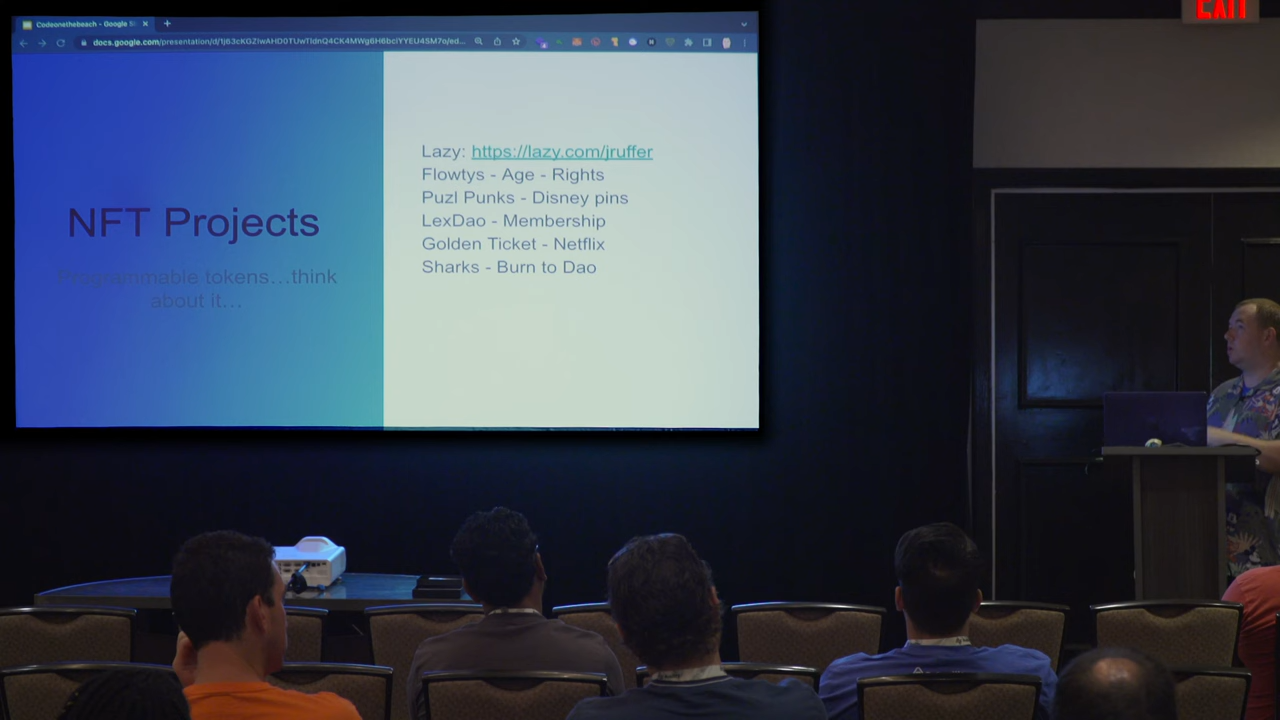 Codeonethebeach - Google Sl
EXIT
NFT Projects
Programmable tokens...think
about it...
Lazy: https://lazy.com/jruffer
Flowtys - Age - Rights
Puzl Punks - Disney pins
LexDao - Membership
Golden Ticket - Netflix
Sharks - Burn to Dao